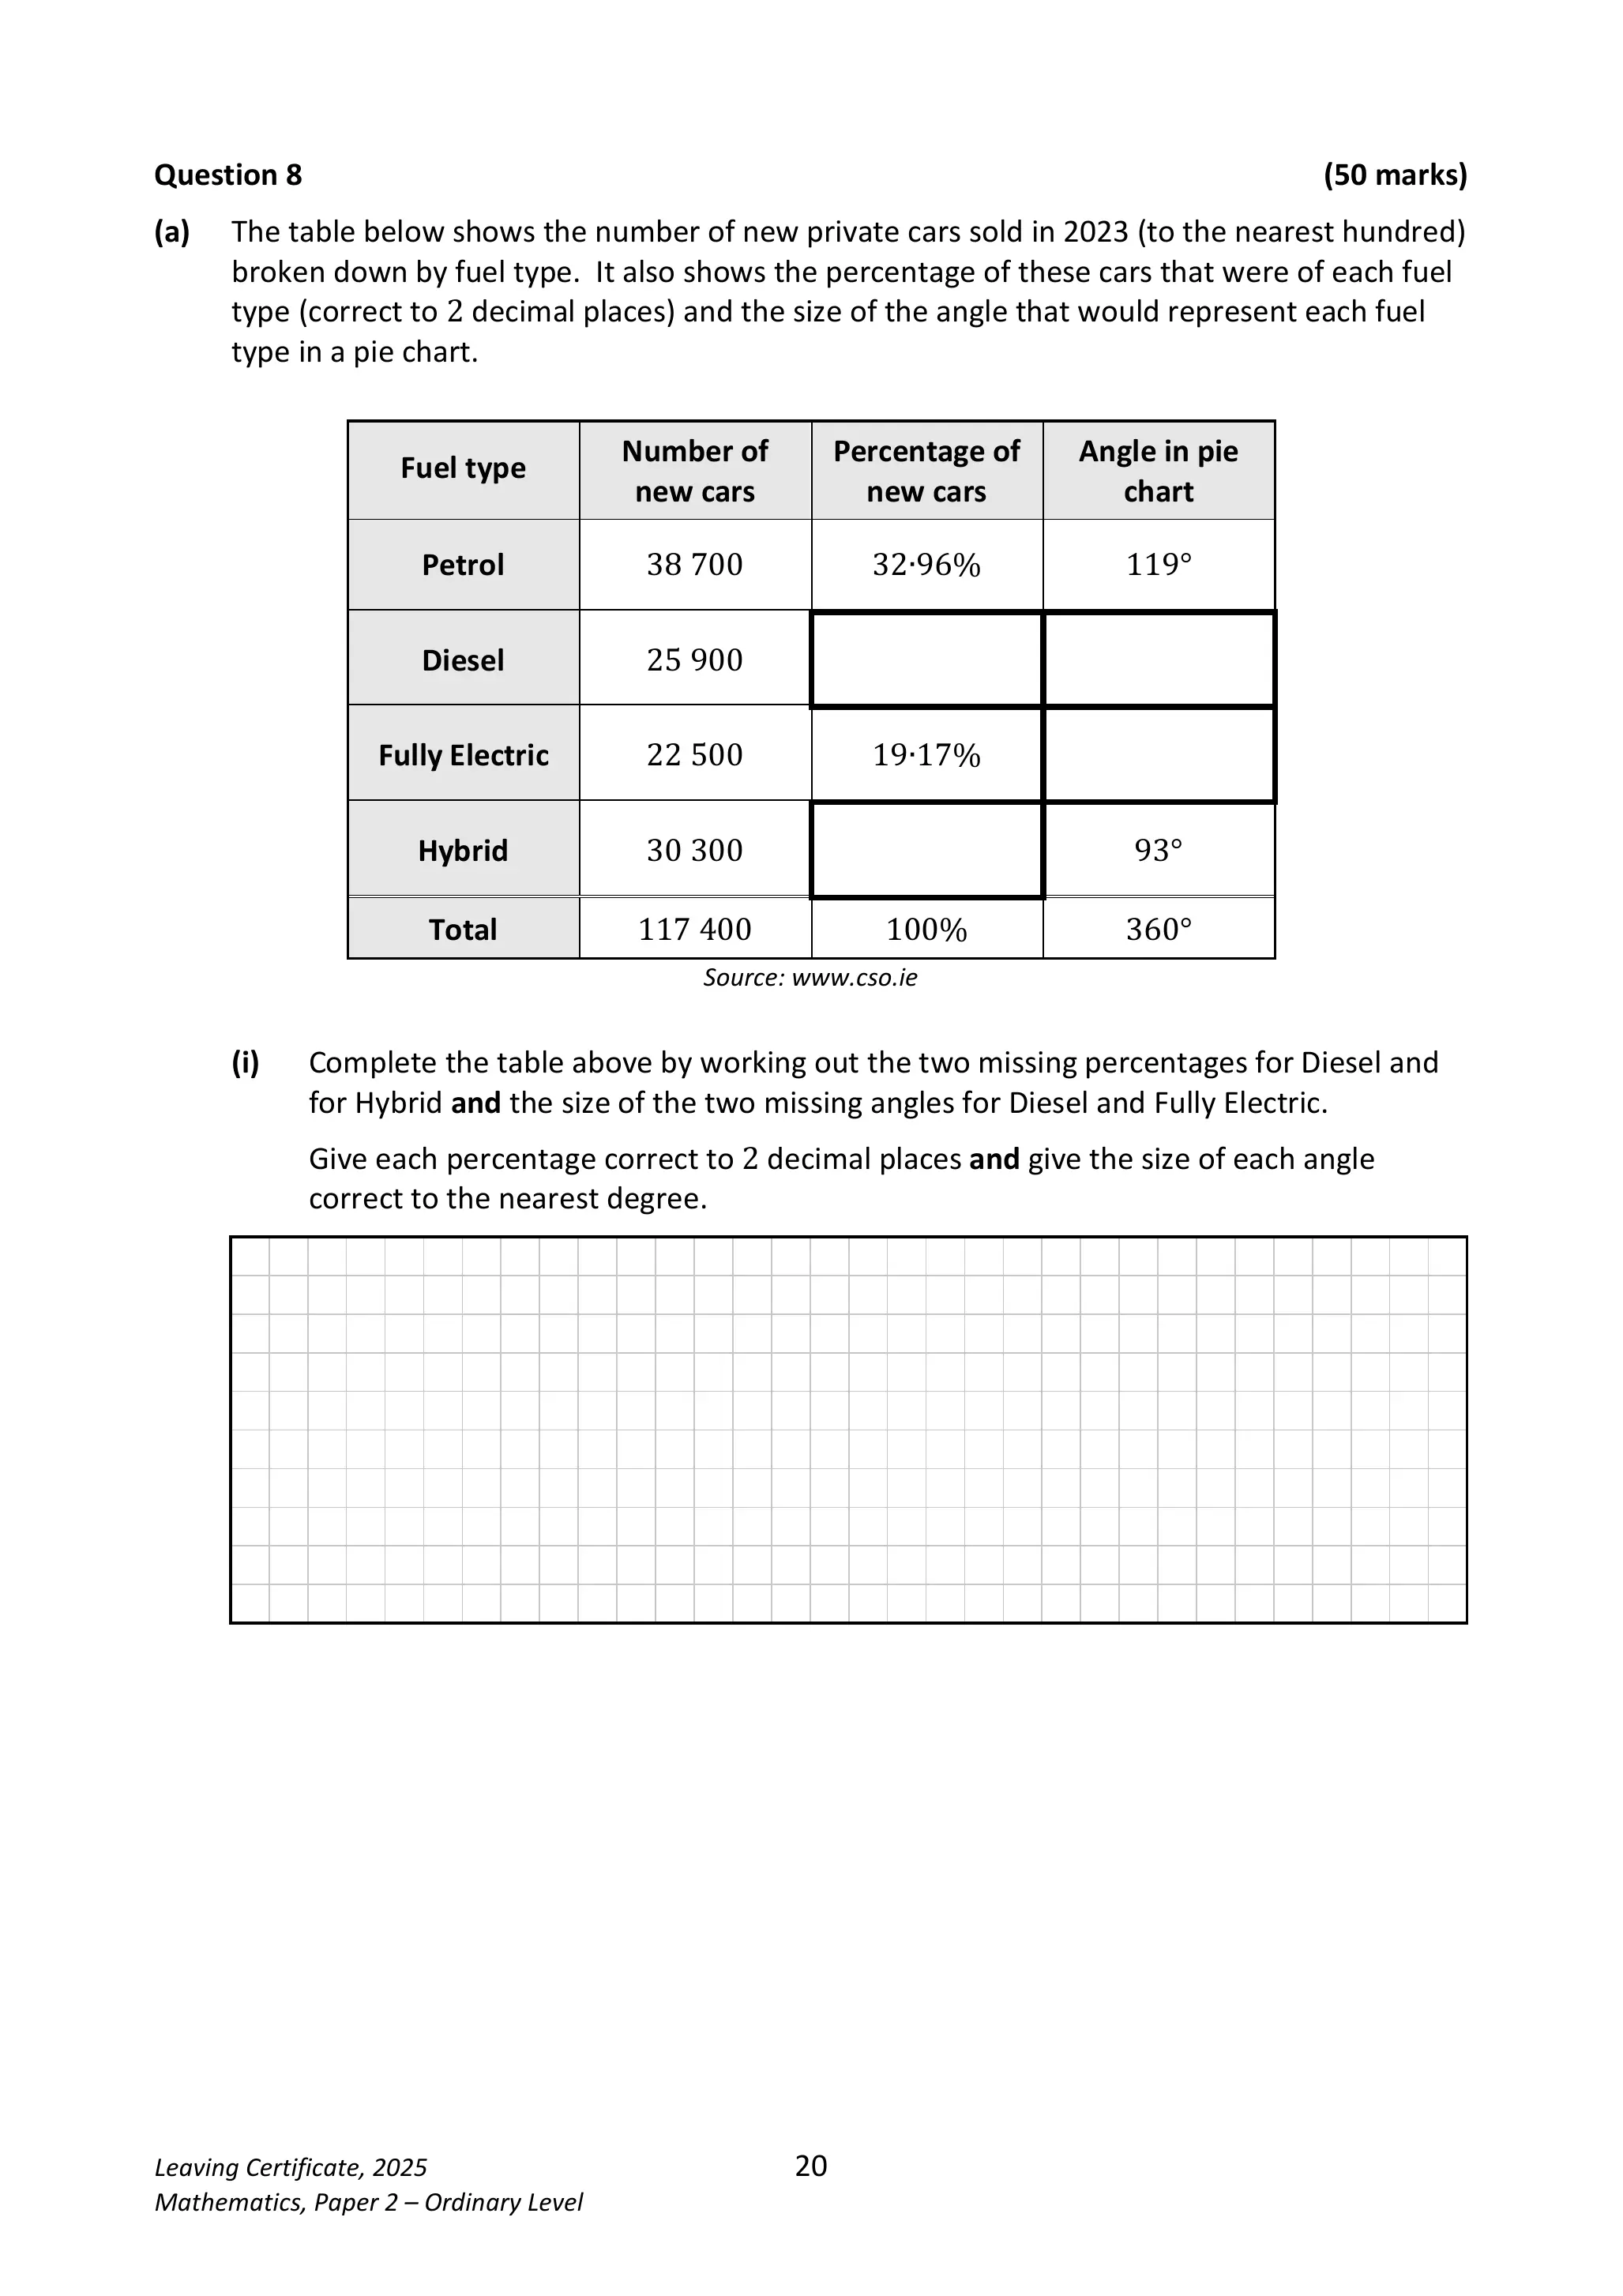 Question 8 (50 marks)
(a) The table below shows the number of new private cars sold in 2023 (to the nearest hundred)
broken down by fuel type. It also shows the percentage of these cars that were of each fuel
type (correct to 2 decimal places) and the size of the angle that would represent each fuel
type in a pie chart.
Fuel type Number of new cars Percentage of new cars Angle in pie chart
Petrol 38 700 32·96% 119°
Diesel 25 900
Fully Electric 22 500 19·17%
Hybrid 30 300 93°
Total 117 400 100% 360°
Source: www.cso.ie
(i) Complete the table above by working out the two missing percentages for Diesel and
for Hybrid and the size of the two missing angles for Diesel and Fully Electric.
Give each percentage correct to 2 decimal places and give the size of each angle
correct to the nearest degree.
Leaving Certificate, 2025 20
Mathematics, Paper 2 – Ordinary Level